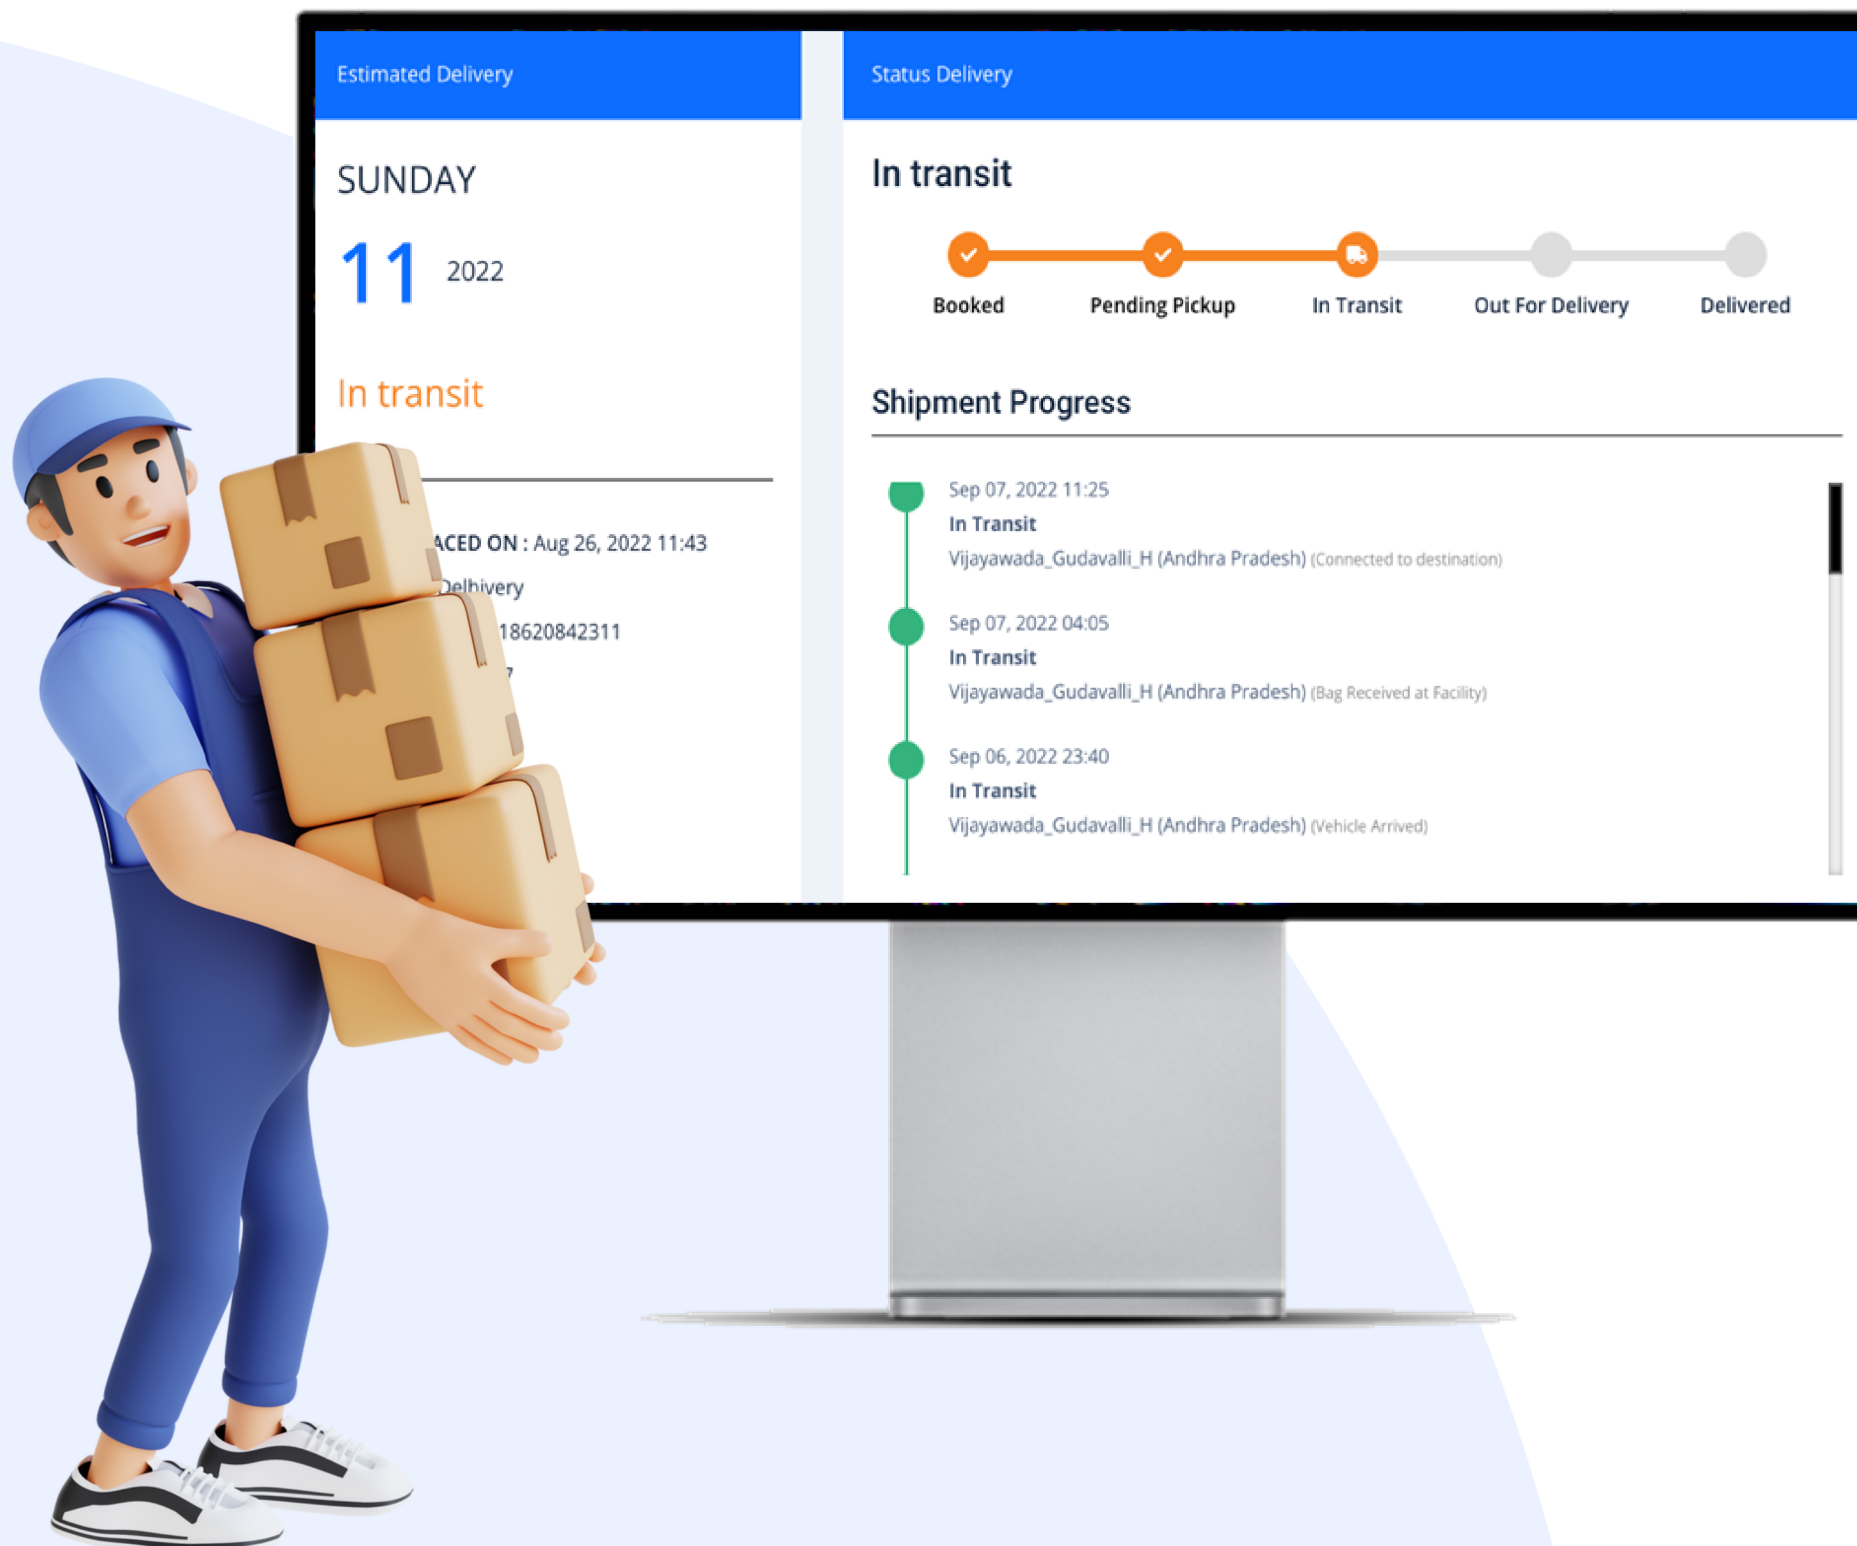 Estimated Delivery
SUNDAY
11 2022
In transit
ACED ON : Aug 26, 2022 11:43
Delhivery
18620842311
7
Status Delivery
In transit
Booked Pending Pickup In Transit Out For Delivery Delivered
Shipment Progress
Sep 07, 2022 11:25
In Transit
Vijayawada_Gudavalli_H (Andhra Pradesh) (Connected to destination)
Sep 07, 2022 04:05
In Transit
Vijayawada_Gudavalli_H (Andhra Pradesh) (Bag Received at Facility)
Sep 06, 2022 23:40
In Transit
Vijayawada_Gudavalli_H (Andhra Pradesh) (Vehicle Arrived)